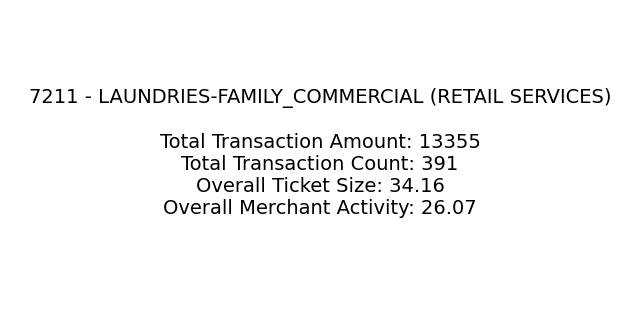 7211 - LAUNDRIES-FAMILY_COMMERCIAL (RETAIL SERVICES)
Total Transaction Amount: 13355
Total Transaction Count: 391
Overall Ticket Size: 34.16
Overall Merchant Activity: 26.07